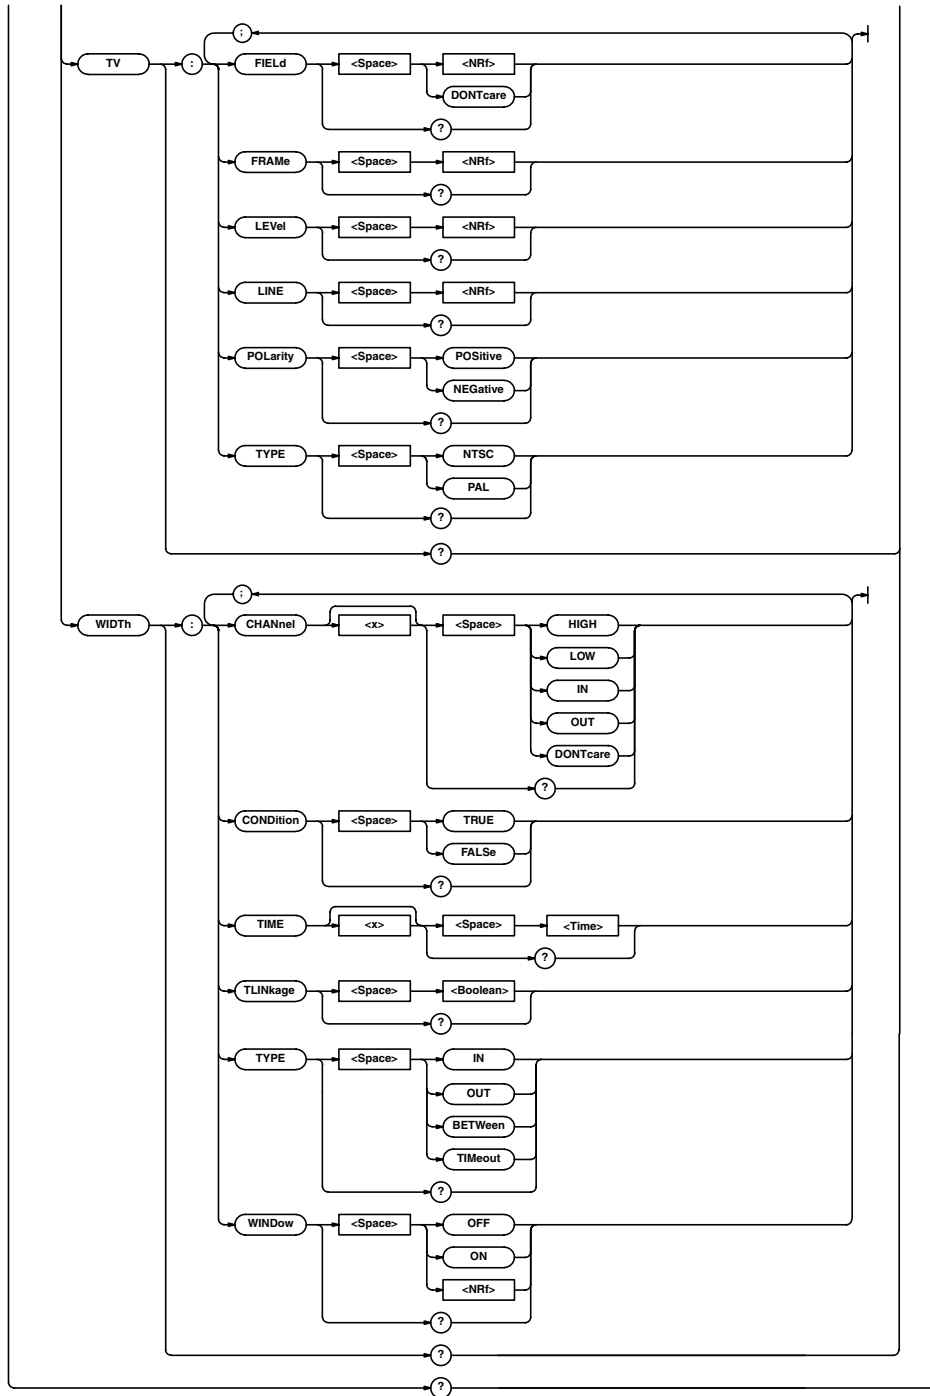 ;
TV : FIELd <Space> <NRf>
DONTcare
?
FRAMe <Space> <NRf>
?
LEVel <Space> <NRf>
?
LINE <Space> <NRf>
?
POLarity <Space> POSitive
NEGative
?
TYPE <Space> NTSC
PAL
?
?
;
WIDTh : CHANnel <x> <Space> HIGH
LOW
IN
OUT
DONTcare
?
CONDition <Space> TRUE
FALSe
?
TIME <x> <Space> <Time>
?
TLINkage <Space> <Boolean>
?
TYPE <Space> IN
OUT
BETWeen
TIMeout
?
WINDow <Space> OFF
ON
<NRf>
?
?
?